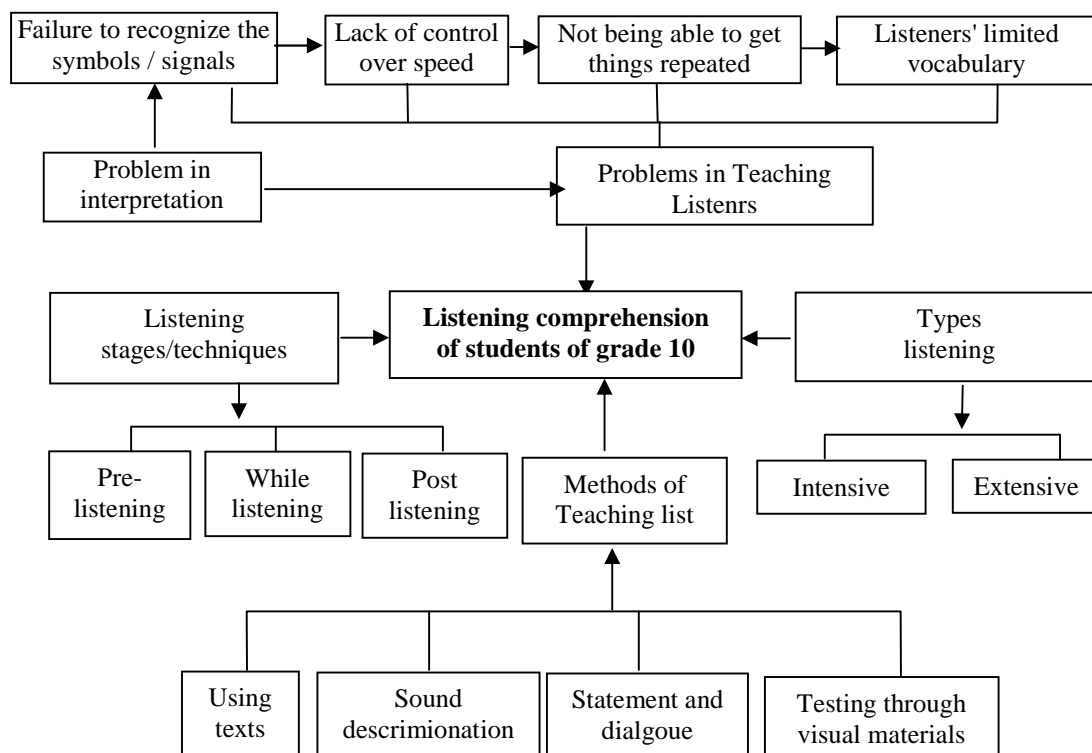 Failure to recognize the
symbols / signals
Lack of control
over speed
Not being able to get
things repeated
Listeners' limited
vocabulary
Problem in
interpretation
Problems in Teaching
Listenrs
Listening
stages/techniques
Listening comprehension
of students of grade 10
Types
listening
Pre-
listening
While
listening
Post
listening
Methods of
Teaching list
Intensive
Extensive
Using
texts
Sound
descrimionation
Statement and
dialgoue
Testing through
visual materials